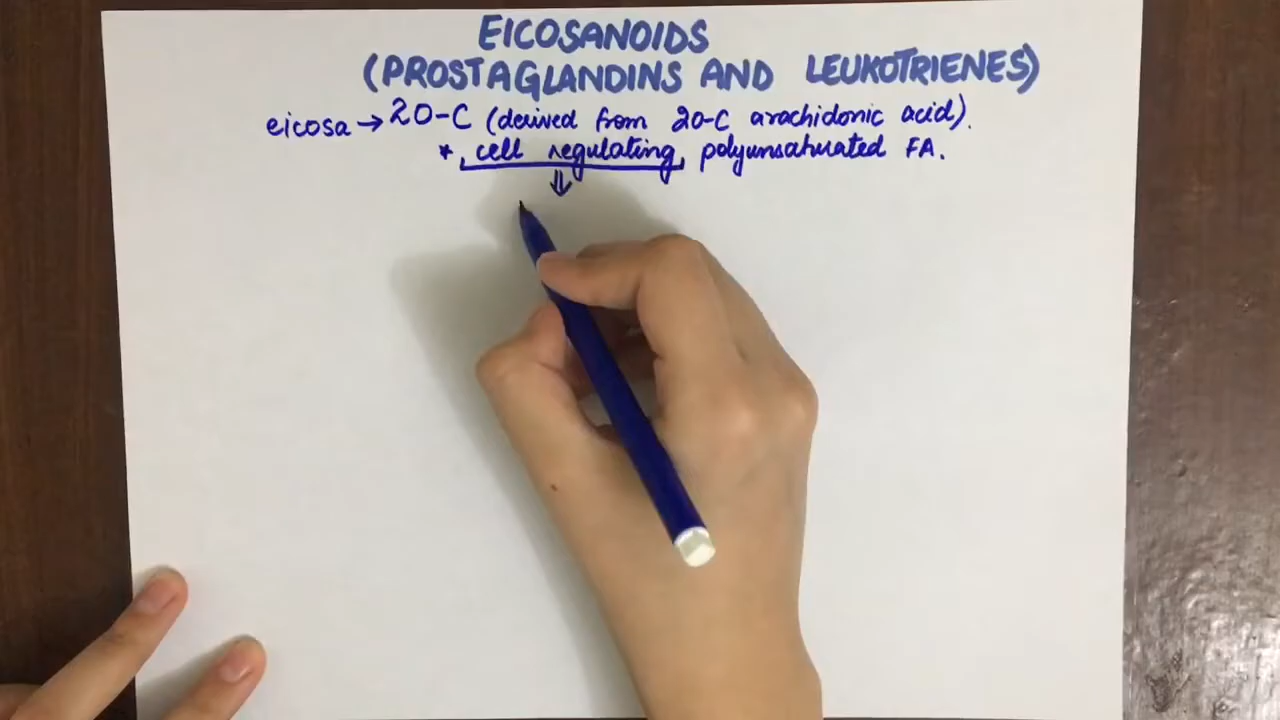 EICOSANOIDS
(PROSTAGLANDINS AND LEUKOTRIENES)
eicosa → 20-C (derived from 20-C arachidonic acid).
* cell regulating polyunsaturated FA.
⇓